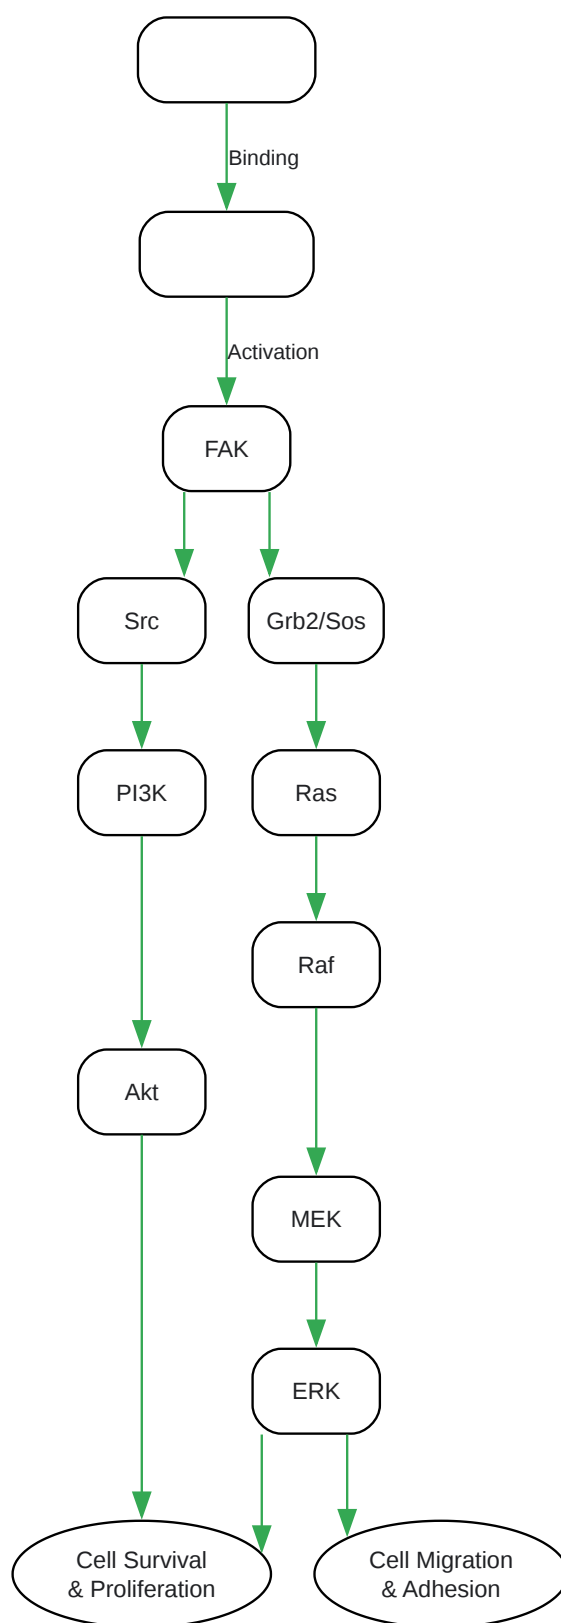 Binding
Activation
FAK
Src
Grb2/Sos
PI3K
Ras
Raf
Akt
MEK
ERK
Cell Survival
& Proliferation
Cell Migration
& Adhesion